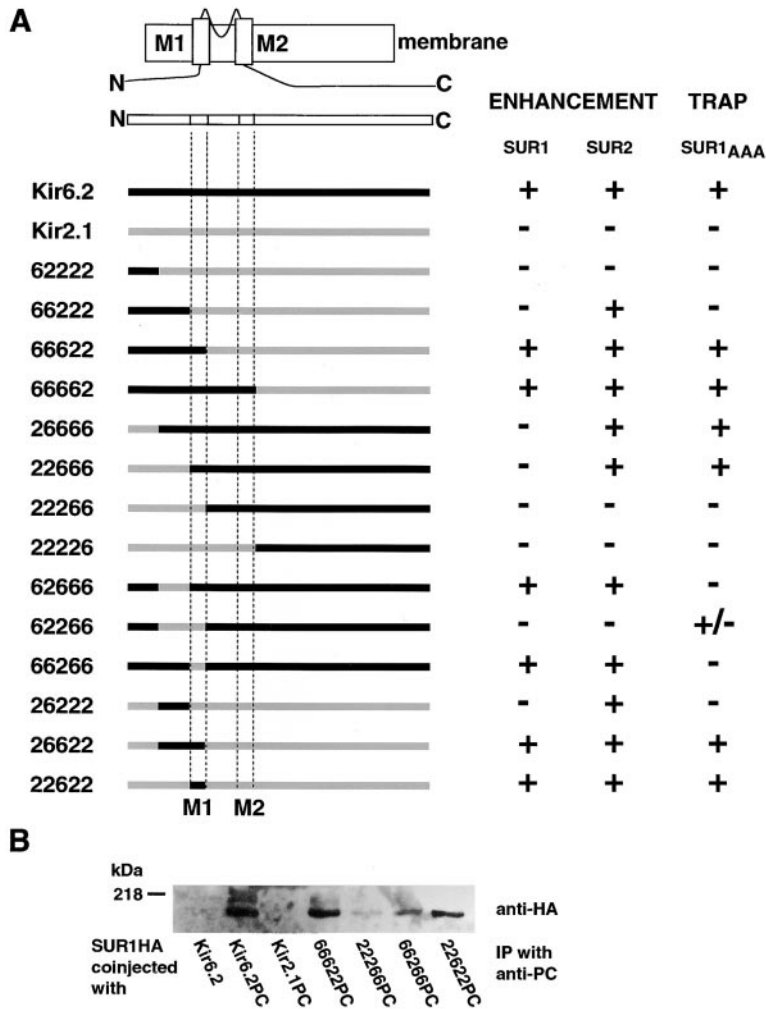 A
M1 M2 membrane
N C
N C
ENHANCEMENT TRAP
SUR1 SUR2 SUR1AAA
Kir6.2 + + +
Kir2.1 - - -
62222 - - -
66222 - + -
66622 + + +
66662 + + +
26666 - + +
22666 - + +
22266 - - -
22226 - - -
62666 + + -
62266 - - +/-
66266 + + -
26222 - + -
26622 + + +
22622 + + +
M1 M2
B
kDa
218
anti-HA
SUR1HA coinjected with
Kir6.2 Kir6.2PC Kir2.1PC 66622PC 22266PC 66266PC 22622PC
IP with anti-PC